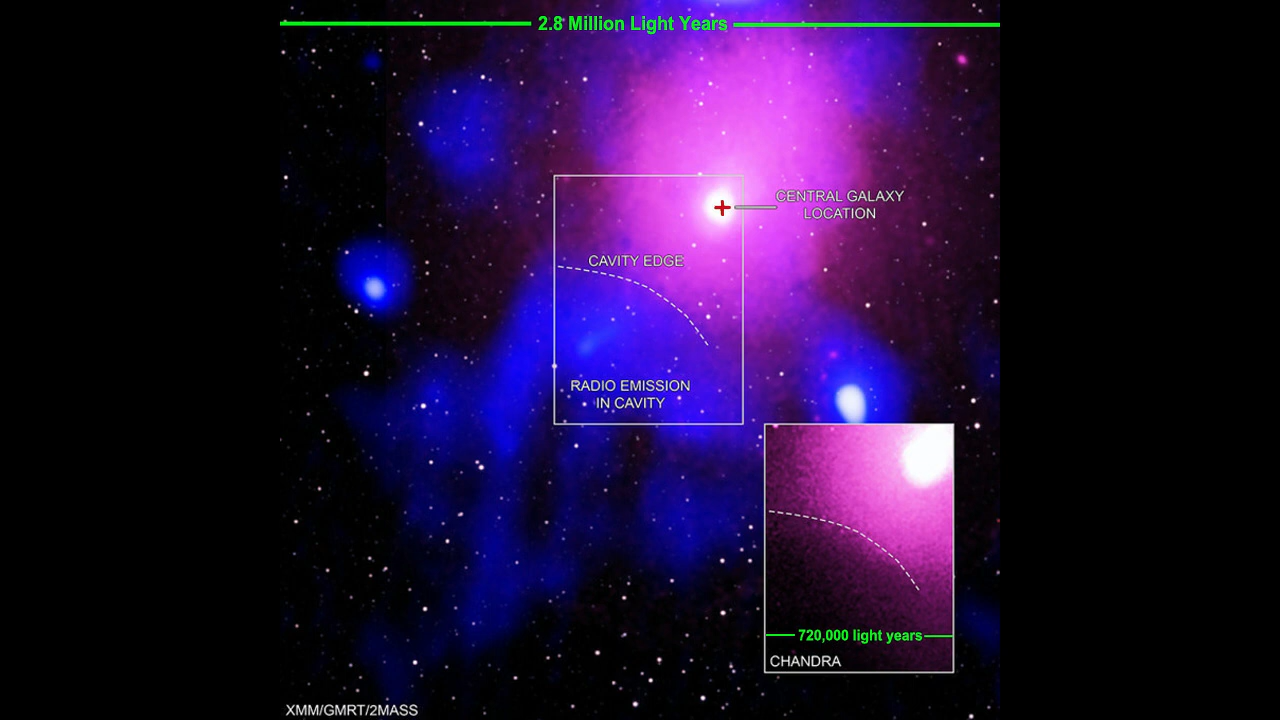 2.8 Million Light Years
CENTRAL GALAXY
LOCATION
CAVITY EDGE
RADIO EMISSION
IN CAVITY
720,000 light years
CHANDRA
XMM/GMRT/2MASS